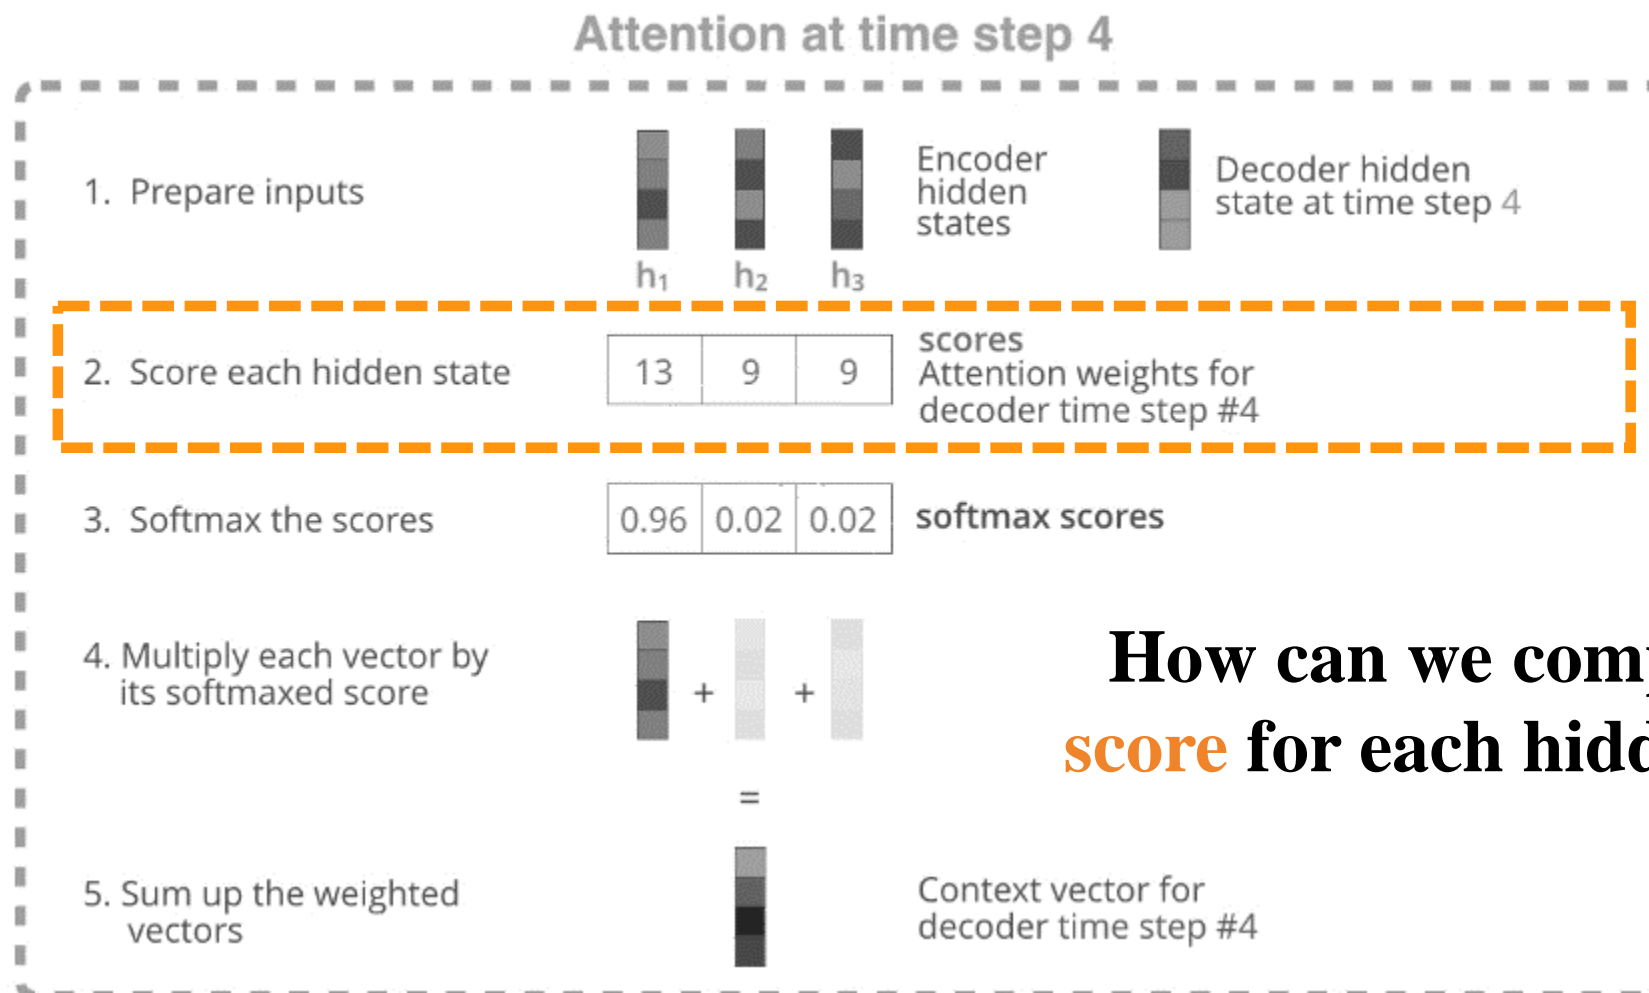 Attention at time step 4
1. Prepare inputs
h₁ h₂ h₃
Encoder
hidden
states
Decoder hidden
state at time step 4
2. Score each hidden state
13 9 9
scores
Attention weights for
decoder time step #4
3. Softmax the scores
0.96 0.02 0.02
softmax scores
4. Multiply each vector by
its softmaxed score
+ +
=
How can we
score for each
5. Sum up the weighted
vectors
Context vector for
decoder time step #4